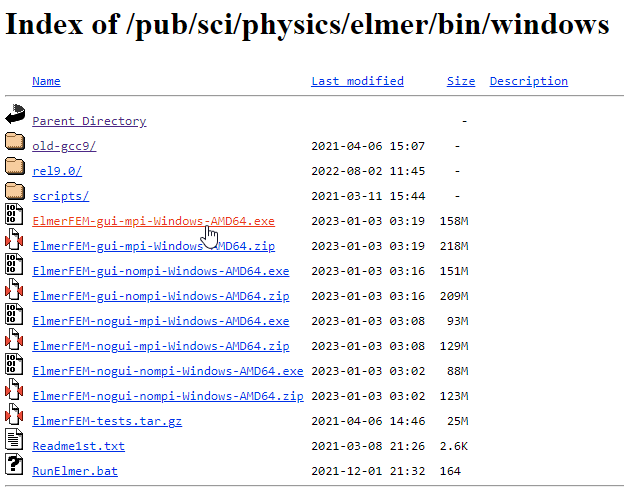 Index of /pub/sci/physics/elmer/bin/windows
Name Last modified Size Description
Parent Directory -
old-gcc9/ 2021-04-06 15:07 -
rel9.0/ 2022-08-02 11:45 -
scripts/ 2021-03-11 15:44 -
ElmerFEM-gui-mpi-Windows-AMD64.exe 2023-01-03 03:19 158M
ElmerFEM-gui-mpi-Windows-AMD64.zip 2023-01-03 03:19 218M
ElmerFEM-gui-nompi-Windows-AMD64.exe 2023-01-03 03:16 151M
ElmerFEM-gui-nompi-Windows-AMD64.zip 2023-01-03 03:16 209M
ElmerFEM-nogui-mpi-Windows-AMD64.exe 2023-01-03 03:08 93M
ElmerFEM-nogui-mpi-Windows-AMD64.zip 2023-01-03 03:08 129M
ElmerFEM-nogui-nompi-Windows-AMD64.exe 2023-01-03 03:02 88M
ElmerFEM-nogui-nompi-Windows-AMD64.zip 2023-01-03 03:02 123M
ElmerFEM-tests.tar.gz 2021-04-06 14:46 25M
Readme1st.txt 2021-03-08 21:26 2.6K
RunElmer.bat 2021-12-01 21:32 164